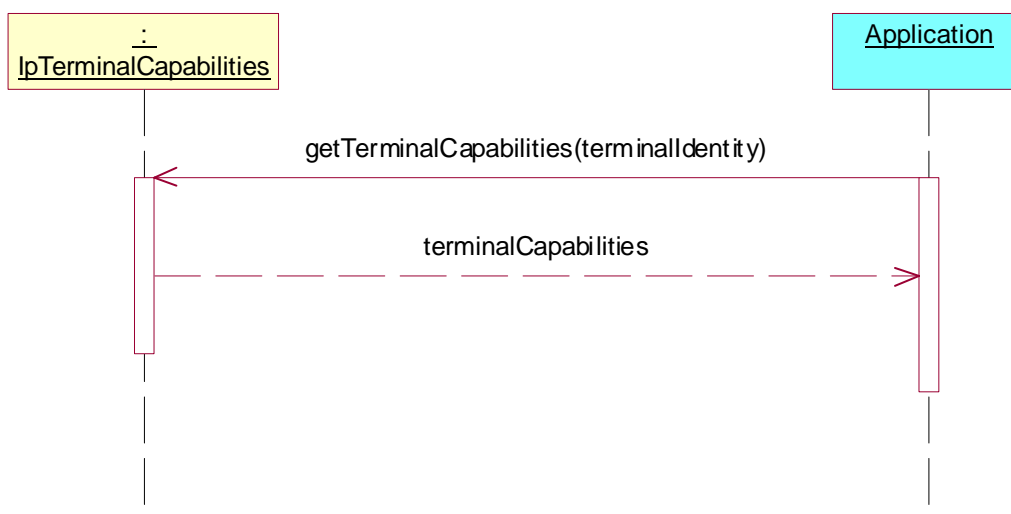 :
IpTerminalCapabilities
Application
getTerminalCapabilities(terminalIdentity)
terminalCapabilities